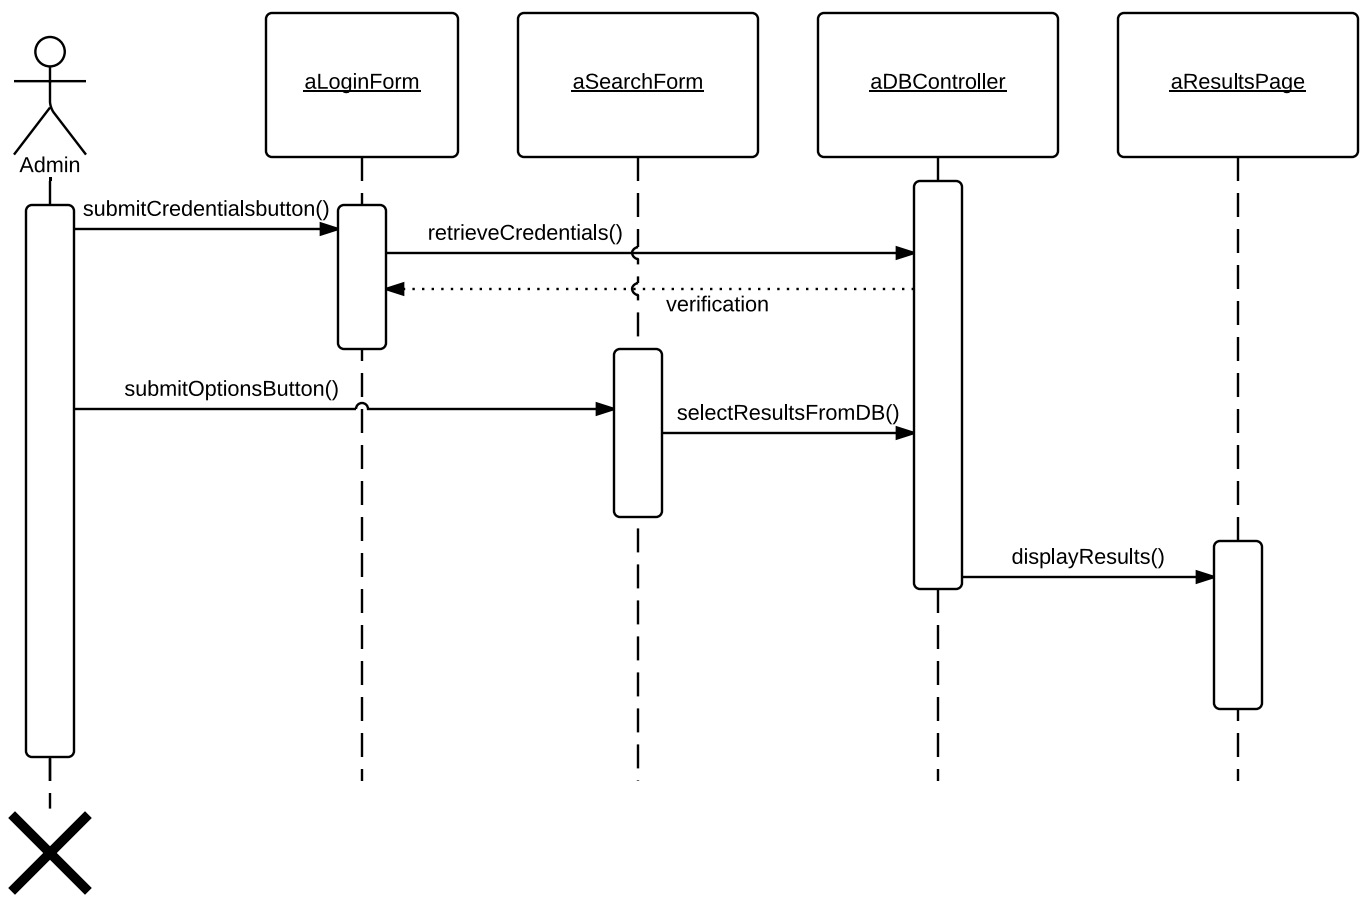 aLoginForm
aSearchForm
aDBController
aResultsPage
Admin
submitCredentialsbutton()
retrieveCredentials()
verification
submitOptionsButton()
selectResultsFromDB()
displayResults()